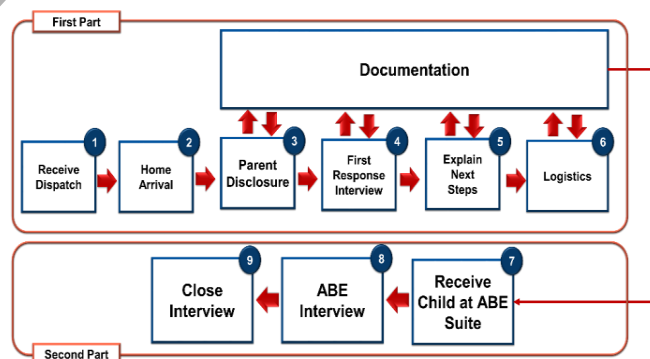 First Part
Documentation
1
2
3
4
5
6
Receive
Dispatch
Home
Arrival
Parent
Disclosure
First
Response
Interview
Explain
Next
Steps
Logistics
9
8
7
Close
Interview
ABE
Interview
Receive
Child at ABE
Suite
Second Part